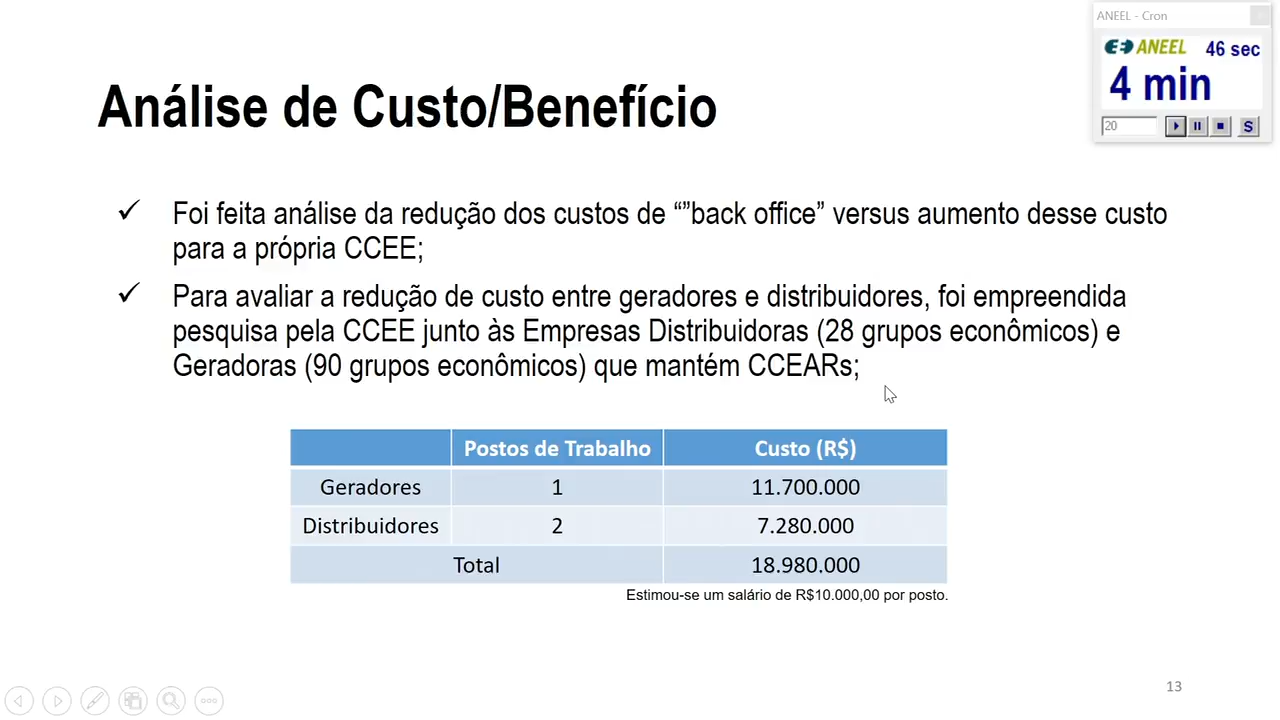 ANEEL - Cron
ANEEL 46 sec
4 min
20
S
Análise de Custo/Benefício
Foi feita análise da redução dos custos de “”back office” versus aumento desse custo
para a própria CCEE;
Para avaliar a redução de custo entre geradores e distribuidores, foi empreendida
pesquisa pela CCEE junto às Empresas Distribuidoras (28 grupos econômicos) e
Geradoras (90 grupos econômicos) que mantém CCEARs;
Postos de Trabalho Custo (R$)
Geradores 1 11.700.000
Distribuidores 2 7.280.000
Total 18.980.000
Estimou-se um salário de R$10.000,00 por posto.
13